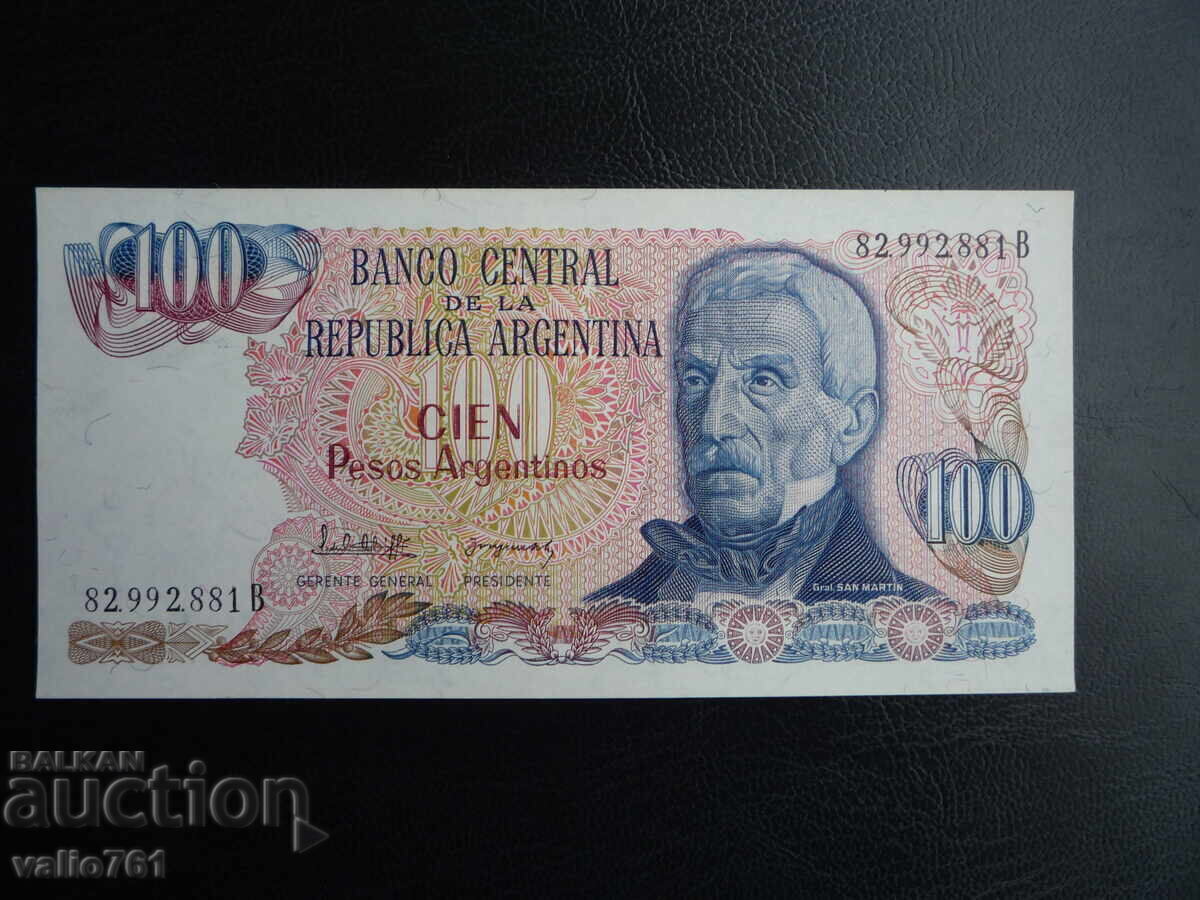 100
82.992.881 B
BANCO CENTRAL
DE LA
REPUBLICA ARGENTINA
100
CIEN
Pesos Argentinos
100
GERENTE GENERAL PRESIDENTE
Gral. SAN MARTIN
82.992.881 B
BALKAN
auction
valio761